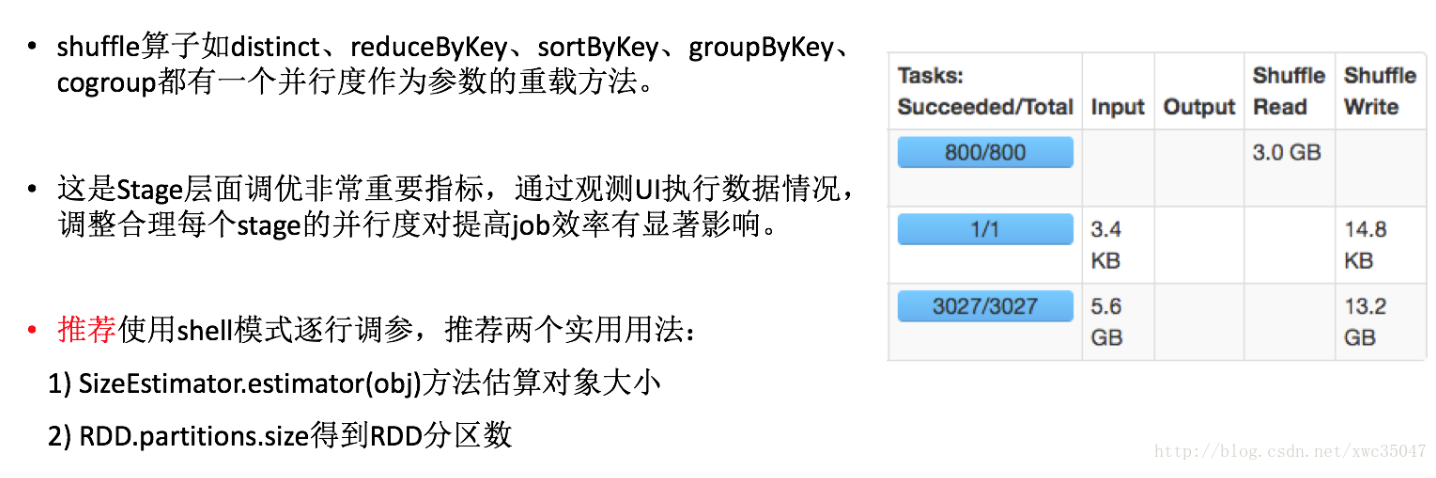 • shuffle算子如distinct、reduceByKey、sortByKey、groupByKey、
cogroup都有一个并行度作为参数的重载方法。
• 这是Stage层面调优非常重要指标，通过观测UI执行数据情况，
调整合理每个stage的并行度对提高job效率有显著影响。
• 推荐使用shell模式逐行调参，推荐两个实用用法：
1) SizeEstimator.estimator(obj)方法估算对象大小
2) RDD.partitions.size得到RDD分区数
Tasks: Shuffle Shuffle
Succeeded/Total Input Output Read Write
800/800 3.0 GB
1/1 3.4 14.8
KB KB
3027/3027 5.6 13.2
GB GB
http://blog.csdn.net/xwc35047